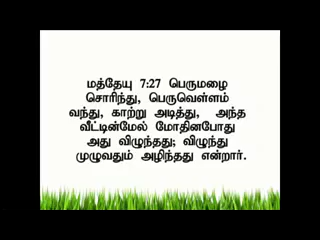 மத்தேயு 7:27 பெருமழை
சொரிந்து, பெருவெள்ளம்
வந்து, காற்று அடித்து, அந்த
வீட்டின்மேல் மோதினபோது
அது விழுந்தது; விழுந்து
முழுவதும் அழிந்தது என்றார்.